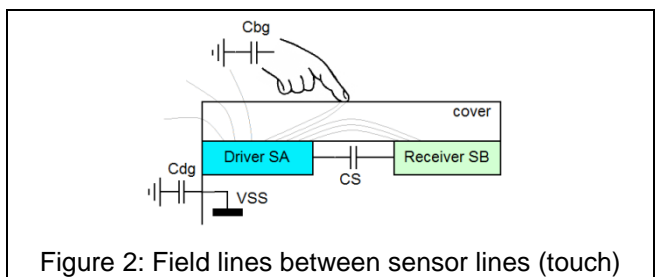 Cbg
cover
Driver SA
Receiver SB
Cdg
CS
VSS
Figure 2: Field lines between sensor lines (touch)